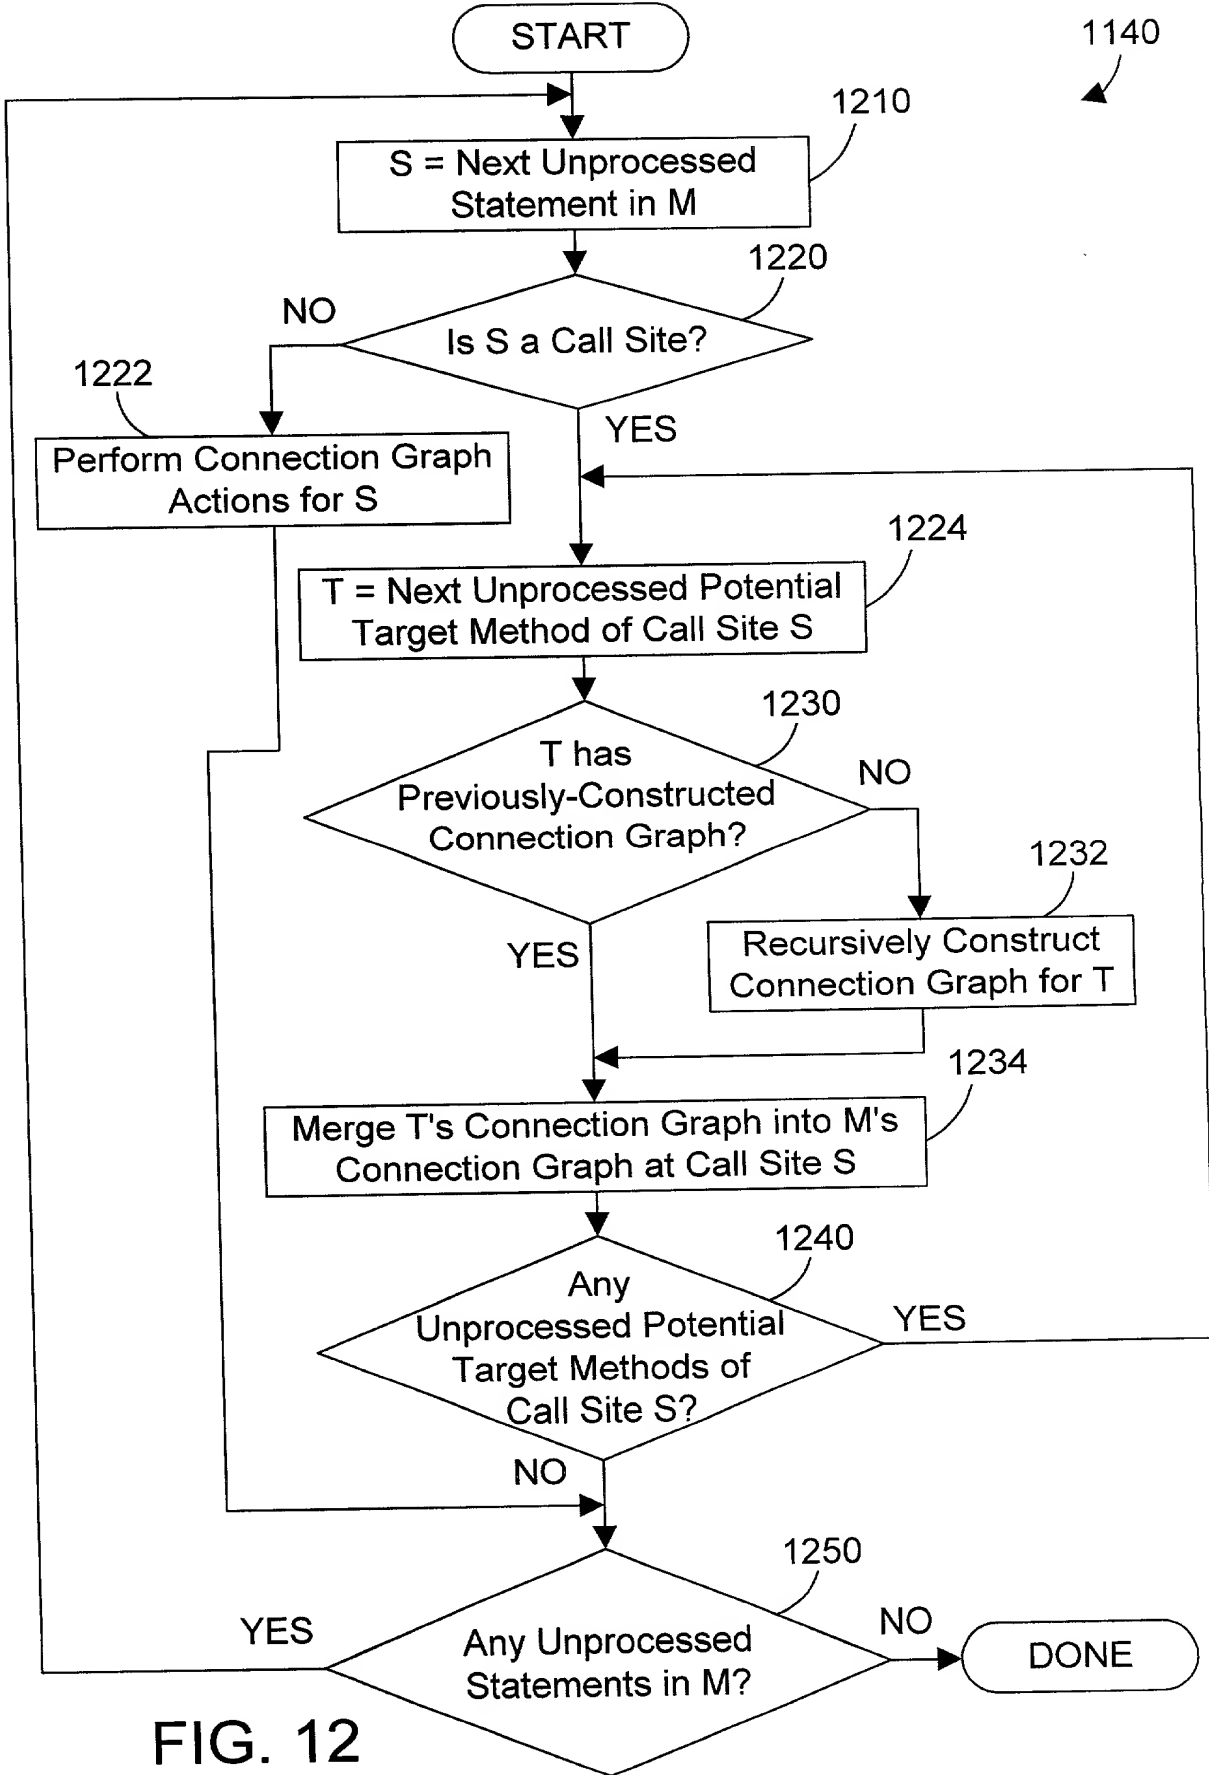 START
1140
1210
S = Next Unprocessed
Statement in M
1220
NO
Is S a Call Site?
1222
YES
Perform Connection Graph
Actions for S
1224
T = Next Unprocessed Potential
Target Method of Call Site S
1230
T has
Previously-Constructed
Connection Graph?
NO
1232
YES
Recursively Construct
Connection Graph for T
1234
Merge T's Connection Graph into M's
Connection Graph at Call Site S
1240
Any
Unprocessed Potential
Target Methods of
Call Site S?
YES
NO
1250
YES
Any Unprocessed
Statements in M?
NO
DONE
FIG. 12